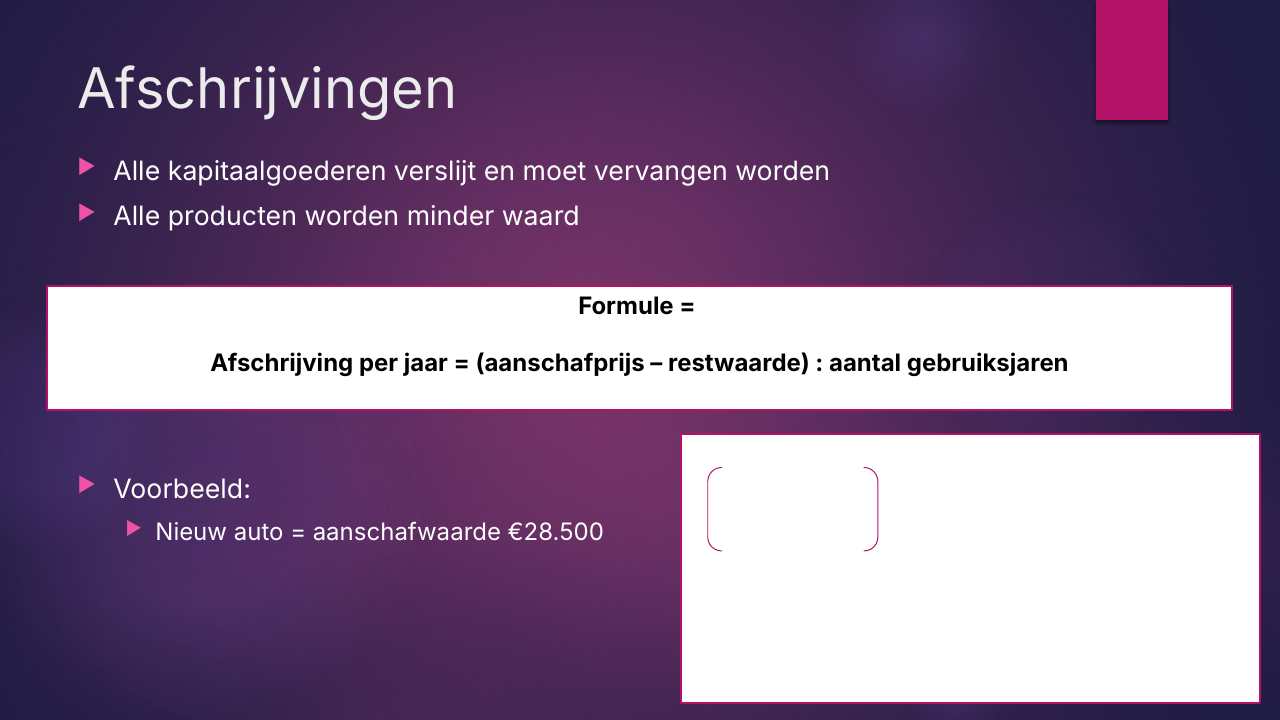 Afschrijvingen
Alle kapitaalgoederen verslijt en moet vervangen worden
Alle producten worden minder waard
Formule =
Afschrijving per jaar = (aanschafprijs – restwaarde) : aantal gebruiksjaren
Voorbeeld:
Nieuw auto = aanschafwaarde €28.500